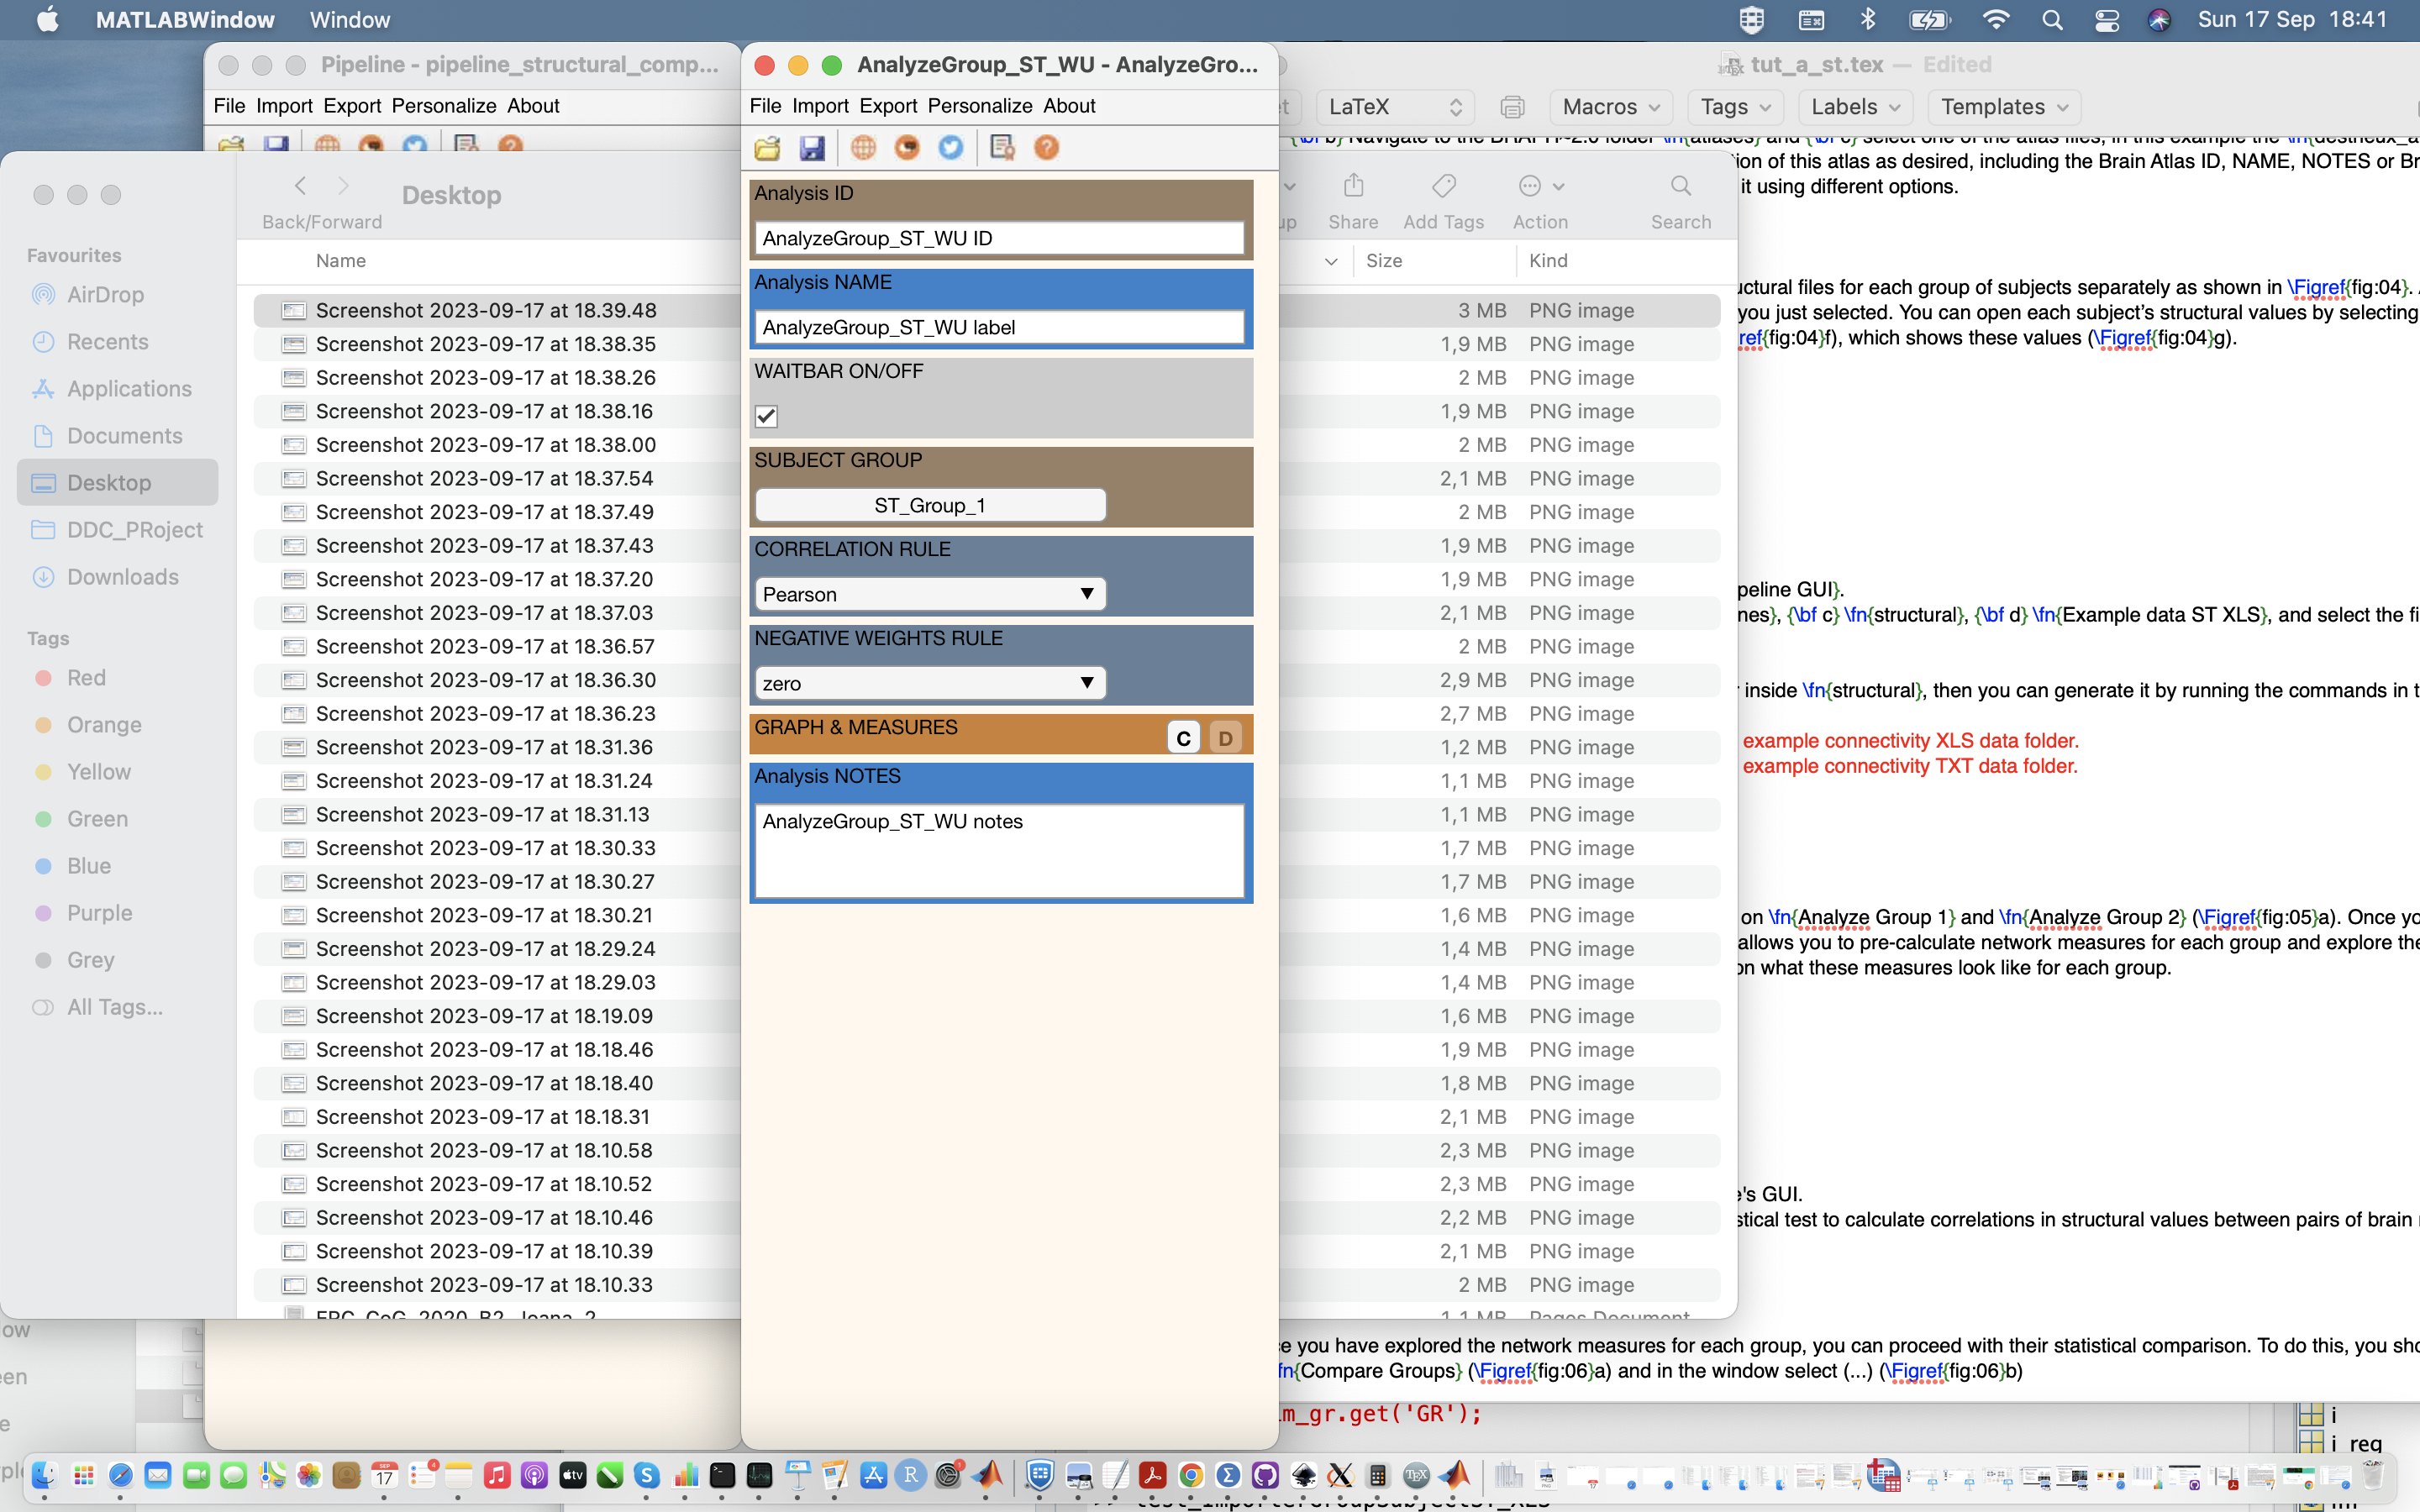 MATLABWindow Window
Sun 17 Sep 18:41
Pipeline - pipeline_structural_comp...
File Import Export Personalize About
AnalyzeGroup_ST_WU - AnalyzeGro...
File Import Export Personalize About
tut_a_st.tex — Edited
LaTeX Macros Tags Labels Templates
Desktop
Back/Forward
Share Add Tags Action Search
Name Size Kind
Favourites
AirDrop
Recents
Applications
Documents
Desktop
DDC_PRoject
Downloads
Tags
Red
Orange
Yellow
Green
Blue
Purple
Grey
All Tags...
Screenshot 2023-09-17 at 18.39.48 3 MB PNG image
Screenshot 2023-09-17 at 18.38.35 1,9 MB PNG image
Screenshot 2023-09-17 at 18.38.26 2 MB PNG image
Screenshot 2023-09-17 at 18.38.16 1,9 MB PNG image
Screenshot 2023-09-17 at 18.38.00 2 MB PNG image
Screenshot 2023-09-17 at 18.37.54 2,1 MB PNG image
Screenshot 2023-09-17 at 18.37.49 2 MB PNG image
Screenshot 2023-09-17 at 18.37.43 1,9 MB PNG image
Screenshot 2023-09-17 at 18.37.20 1,9 MB PNG image
Screenshot 2023-09-17 at 18.37.03 2,1 MB PNG image
Screenshot 2023-09-17 at 18.36.57 2 MB PNG image
Screenshot 2023-09-17 at 18.36.30 2,9 MB PNG image
Screenshot 2023-09-17 at 18.36.23 2,7 MB PNG image
Screenshot 2023-09-17 at 18.31.36 1,2 MB PNG image
Screenshot 2023-09-17 at 18.31.24 1,1 MB PNG image
Screenshot 2023-09-17 at 18.31.13 1,1 MB PNG image
Screenshot 2023-09-17 at 18.30.33 1,7 MB PNG image
Screenshot 2023-09-17 at 18.30.27 1,7 MB PNG image
Screenshot 2023-09-17 at 18.30.21 1,6 MB PNG image
Screenshot 2023-09-17 at 18.29.24 1,4 MB PNG image
Screenshot 2023-09-17 at 18.29.03 1,4 MB PNG image
Screenshot 2023-09-17 at 18.19.09 1,6 MB PNG image
Screenshot 2023-09-17 at 18.18.46 1,9 MB PNG image
Screenshot 2023-09-17 at 18.18.40 1,8 MB PNG image
Screenshot 2023-09-17 at 18.18.31 2,1 MB PNG image
Screenshot 2023-09-17 at 18.10.58 2,3 MB PNG image
Screenshot 2023-09-17 at 18.10.52 2,3 MB PNG image
Screenshot 2023-09-17 at 18.10.46 2,2 MB PNG image
Screenshot 2023-09-17 at 18.10.39 2,1 MB PNG image
Screenshot 2023-09-17 at 18.10.33 2 MB PNG image
Analysis ID
AnalyzeGroup_ST_WU ID
Analysis NAME
AnalyzeGroup_ST_WU label
WAITBAR ON/OFF
SUBJECT GROUP
ST_Group_1
CORRELATION RULE
Pearson
NEGATIVE WEIGHTS RULE
zero
GRAPH & MEASURES C D
Analysis NOTES
AnalyzeGroup_ST_WU notes
tion of this atlas as desired, including the Brain Atlas ID, NAME, NOTES or Br
it using different options.
uctural files for each group of subjects separately as shown in \Figref{fig:04}.
you just selected. You can open each subject's structural values by selecting
ref{fig:04}f), which shows these values (\Figref{fig:04}g).
peline GUI}.
nes}, {\bf c} \fn{structural}, {\bf d} \fn{Example data ST XLS}, and select the fi
inside \fn{structural}, then you can generate it by running the commands in t
example connectivity XLS data folder.
example connectivity TXT data folder.
on \fn{Analyze Group 1} and \fn{Analyze Group 2} (\Figref{fig:05}a). Once yo
allows you to pre-calculate network measures for each group and explore the
on what these measures look like for each group.
e's GUI.
stical test to calculate correlations in structural values between pairs of brain
ce you have explored the network measures for each group, you can proceed with their statistical comparison. To do this, you sho
fn{Compare Groups} (\Figref{fig:06}a) and in the window select (...) (\Figref{fig:06}b)
m_gr.get('GR');
i
i_reg